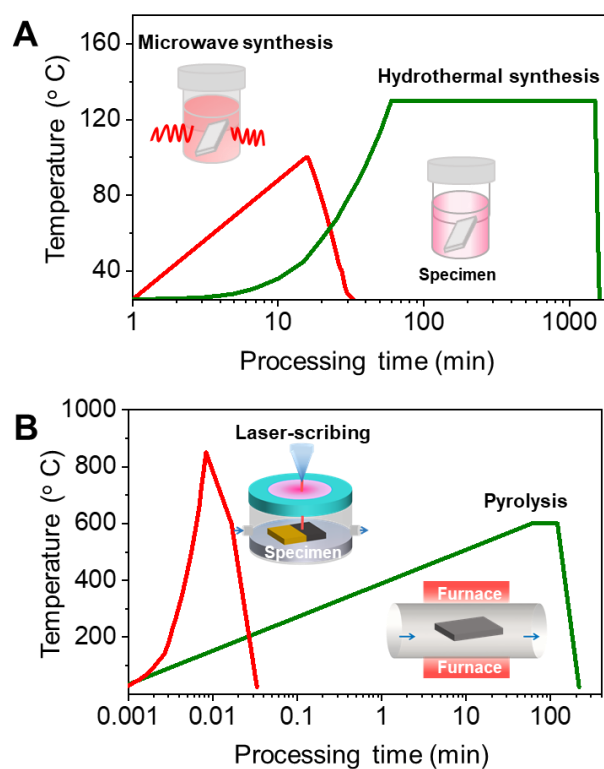 A
Microwave synthesis
Hydrothermal synthesis
Specimen
Temperature (° C)
160
120
80
40
1
10
100
1000
Processing time (min)
B
Laser-scribing
Pyrolysis
Specimen
Furnace
Furnace
Temperature (° C)
1000
800
600
400
200
0.001
0.01
0.1
1
10
100
Processing time (min)